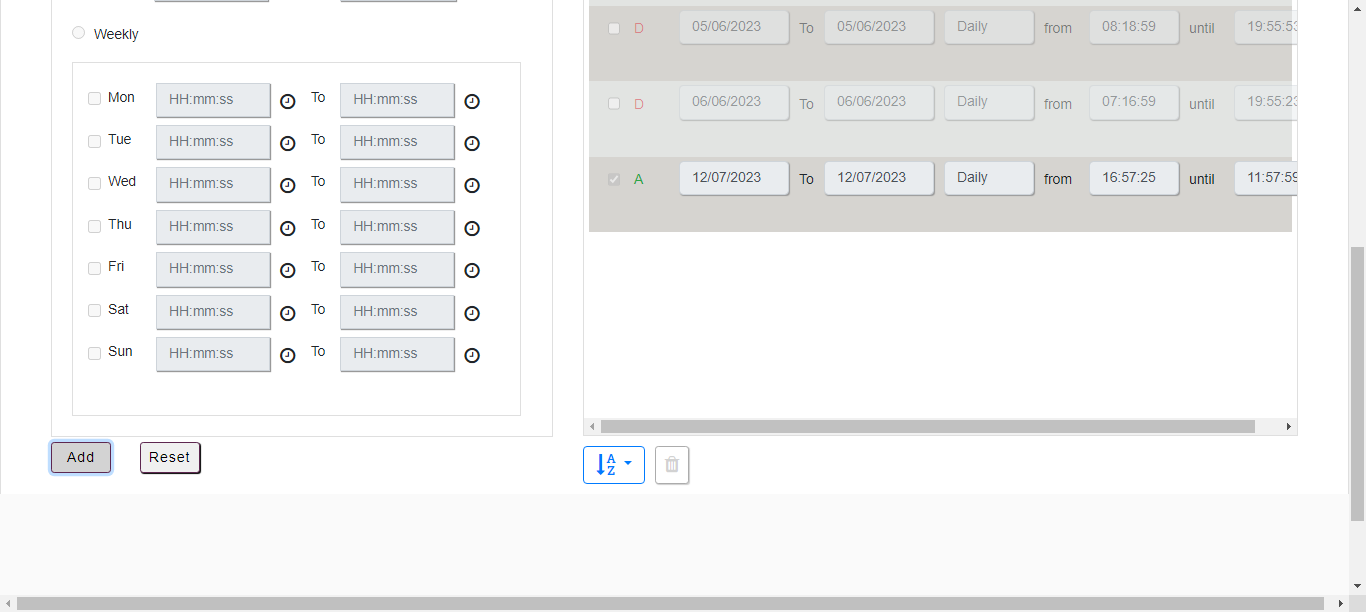 Weekly
Mon HH:mm:ss To HH:mm:ss
Tue HH:mm:ss To HH:mm:ss
Wed HH:mm:ss To HH:mm:ss
Thu HH:mm:ss To HH:mm:ss
Fri HH:mm:ss To HH:mm:ss
Sat HH:mm:ss To HH:mm:ss
Sun HH:mm:ss To HH:mm:ss
Add Reset
D 05/06/2023 To 05/06/2023 Daily from 08:18:59 until 19:55:53
D 06/06/2023 To 06/06/2023 Daily from 07:16:59 until 19:55:23
A 12/07/2023 To 12/07/2023 Daily from 16:57:25 until 11:57:59
A
Z